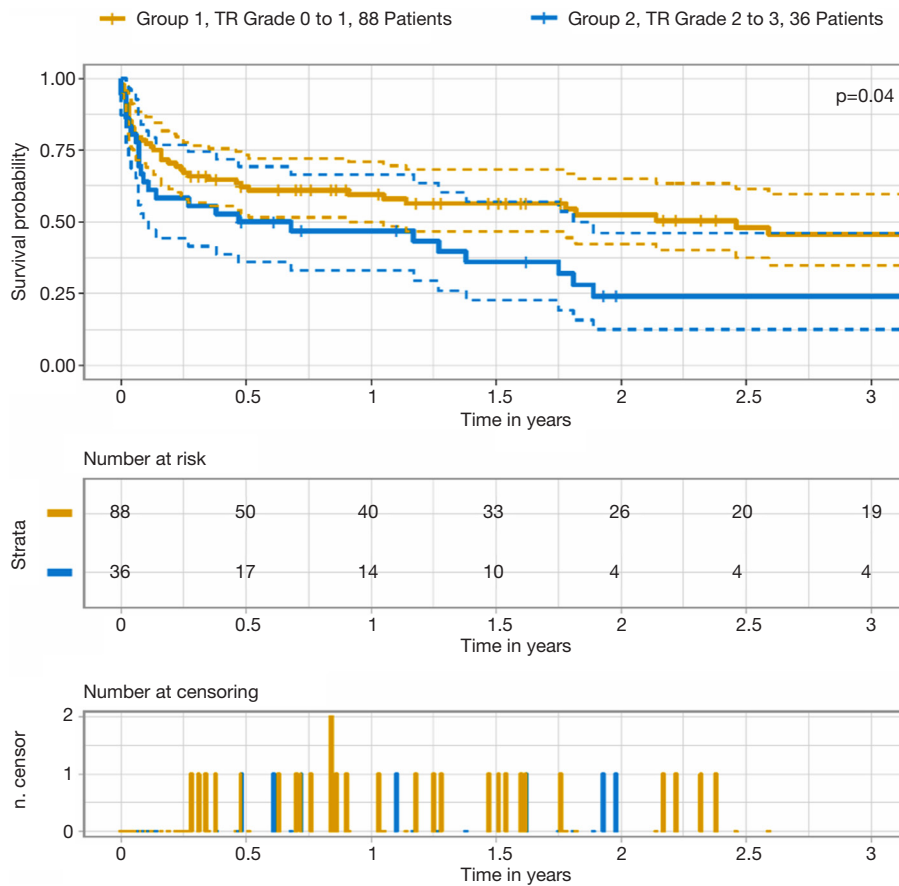 Group 1, TR Grade 0 to 1, 88 Patients
Group 2, TR Grade 2 to 3, 36 Patients
p=0.04
Survival probability
1.00
0.75
0.50
0.25
0.00
0 0.5 1 1.5 2 2.5 3
Time in years
Number at risk
Strata
88 50 40 33 26 20 19
36 17 14 10 4 4 4
0 0.5 1 1.5 2 2.5 3
Time in years
Number at censoring
n. censor
2
1
0
0 0.5 1 1.5 2 2.5 3
Time in years